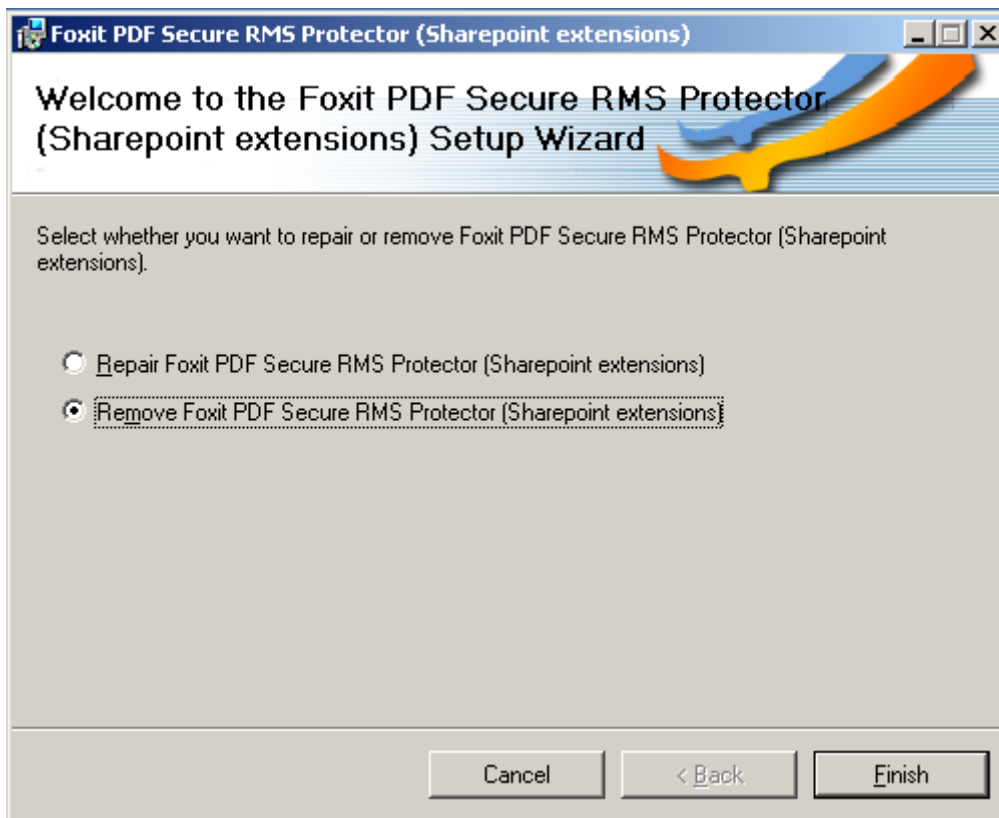 Foxit PDF Secure RMS Protector (Sharepoint extensions)
Welcome to the Foxit PDF Secure RMS Protector
(Sharepoint extensions) Setup Wizard
Select whether you want to repair or remove Foxit PDF Secure RMS Protector (Sharepoint
extensions).
Repair Foxit PDF Secure RMS Protector (Sharepoint extensions)
Remove Foxit PDF Secure RMS Protector (Sharepoint extensions)
Cancel
< Back
Finish